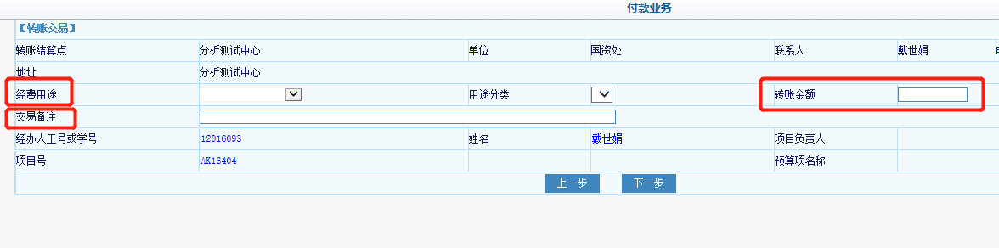 付款业务
【转账交易】
转账结算点 分析测试中心 单位 国资处 联系人 戴世娟
地址 分析测试中心
经费用途 用途分类 转账金额
交易备注
经办人工号或学号 12016093 姓名 戴世娟 项目负责人
项目号 AK16404 预算项名称
上一步 下一步